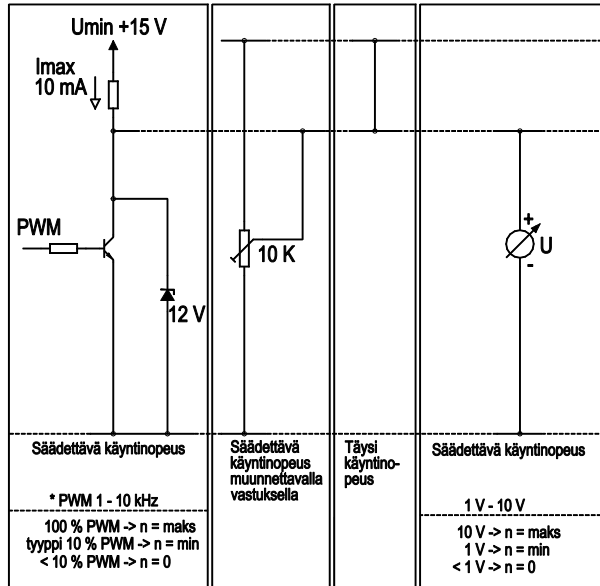 Umin +15 V
Imax
10 mA
PWM
12 V
10 K
+
U
-
Säädettävä käyntinopeus
* PWM 1 - 10 kHz
100 % PWM -> n = maks
tyyppi 10 % PWM -> n = min
< 10 % PWM -> n = 0
Säädettävä
käyntinopeus
muunnettavalla
vastuksella
Täysi
käyntino-
peus
Säädettävä käyntinopeus
1 V - 10 V
10 V -> n = maks
1 V -> n = min
< 1 V -> n = 0